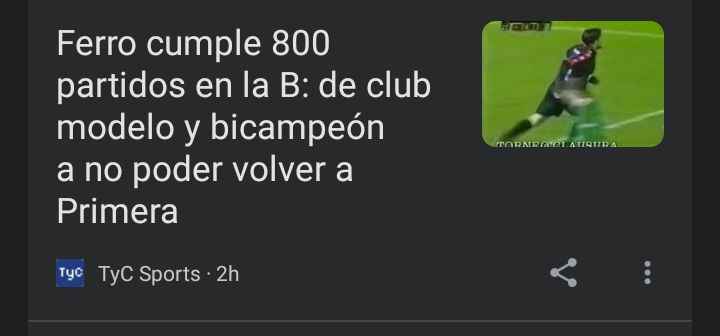 Ferro cumple 800
partidos en la B: de club
modelo y bicampeón
a no poder volver a
Primera
TORNEO CLAUSURA
TyC TyC Sports · 2h